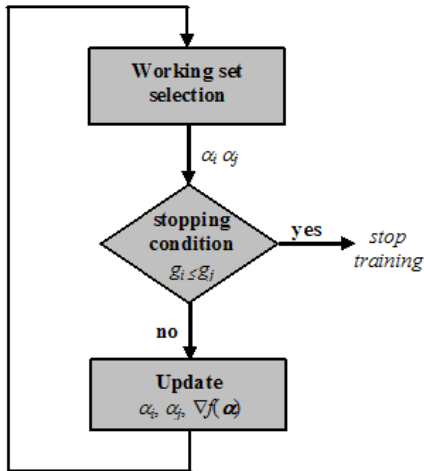 Working set
selection
αi αj
stopping
condition
gi ≤ gj
yes
stop
training
no
Update
αi, αj, ∇f(α)